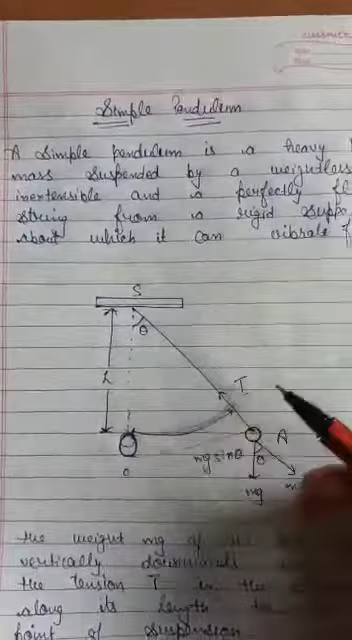 Simple Pendulum
A simple pendulum is a heavy
mass suspended by a weightless
inextensible and a perfectly
string from a rigid
about which it can vibrate
S
θ
L
T
A
mg sinθ
θ
O
mg
the weight mg of
vertically downwards
the tension T in the
along its length
point of suspension